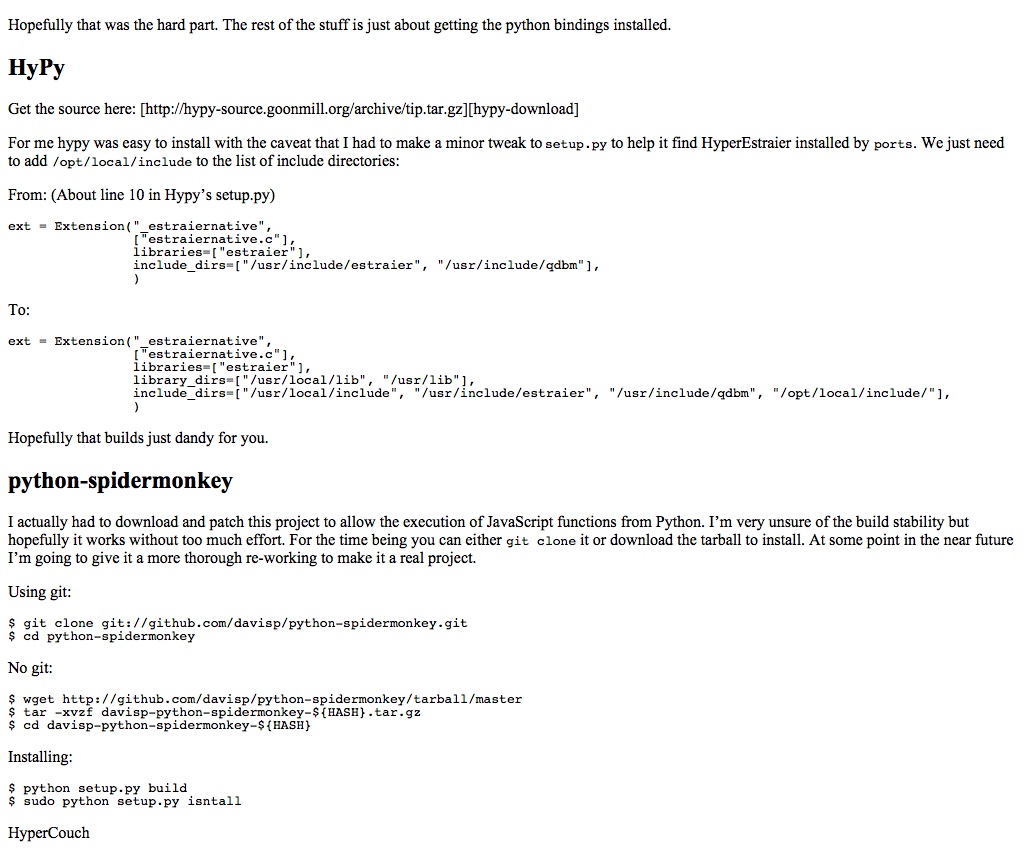 Hopefully that was the hard part. The rest of the stuff is just about getting the python bindings installed.
HyPy
Get the source here: [http://hypy-source.goonmill.org/archive/tip.tar.gz][hypy-download]
For me hypy was easy to install with the caveat that I had to make a minor tweak to setup.py to help it find HyperEstraier installed by ports. We just need
to add /opt/local/include to the list of include directories:
From: (About line 10 in Hypy’s setup.py)
ext = Extension("_estraiernative",
                ["estraiernative.c"],
                libraries=["estraier"],
                include_dirs=["/usr/include/estraier", "/usr/include/qdbm"],
                )
To:
ext = Extension("_estraiernative",
                ["estraiernative.c"],
                libraries=["estraier"],
                library_dirs=["/usr/local/lib", "/usr/lib"],
                include_dirs=["/usr/local/include", "/usr/include/estraier", "/usr/include/qdbm", "/opt/local/include/"],
                )
Hopefully that builds just dandy for you.
python-spidermonkey
I actually had to download and patch this project to allow the execution of JavaScript functions from Python. I’m very unsure of the build stability but
hopefully it works without too much effort. For the time being you can either git clone it or download the tarball to install. At some point in the near future
I’m going to give it a more thorough re-working to make it a real project.
Using git:
$ git clone git://github.com/davisp/python-spidermonkey.git
$ cd python-spidermonkey
No git:
$ wget http://github.com/davisp/python-spidermonkey/tarball/master
$ tar -xvzf davisp-python-spidermonkey-${HASH}.tar.gz
$ cd davisp-python-spidermonkey-${HASH}
Installing:
$ python setup.py build
$ sudo python setup.py isntall
HyperCouch